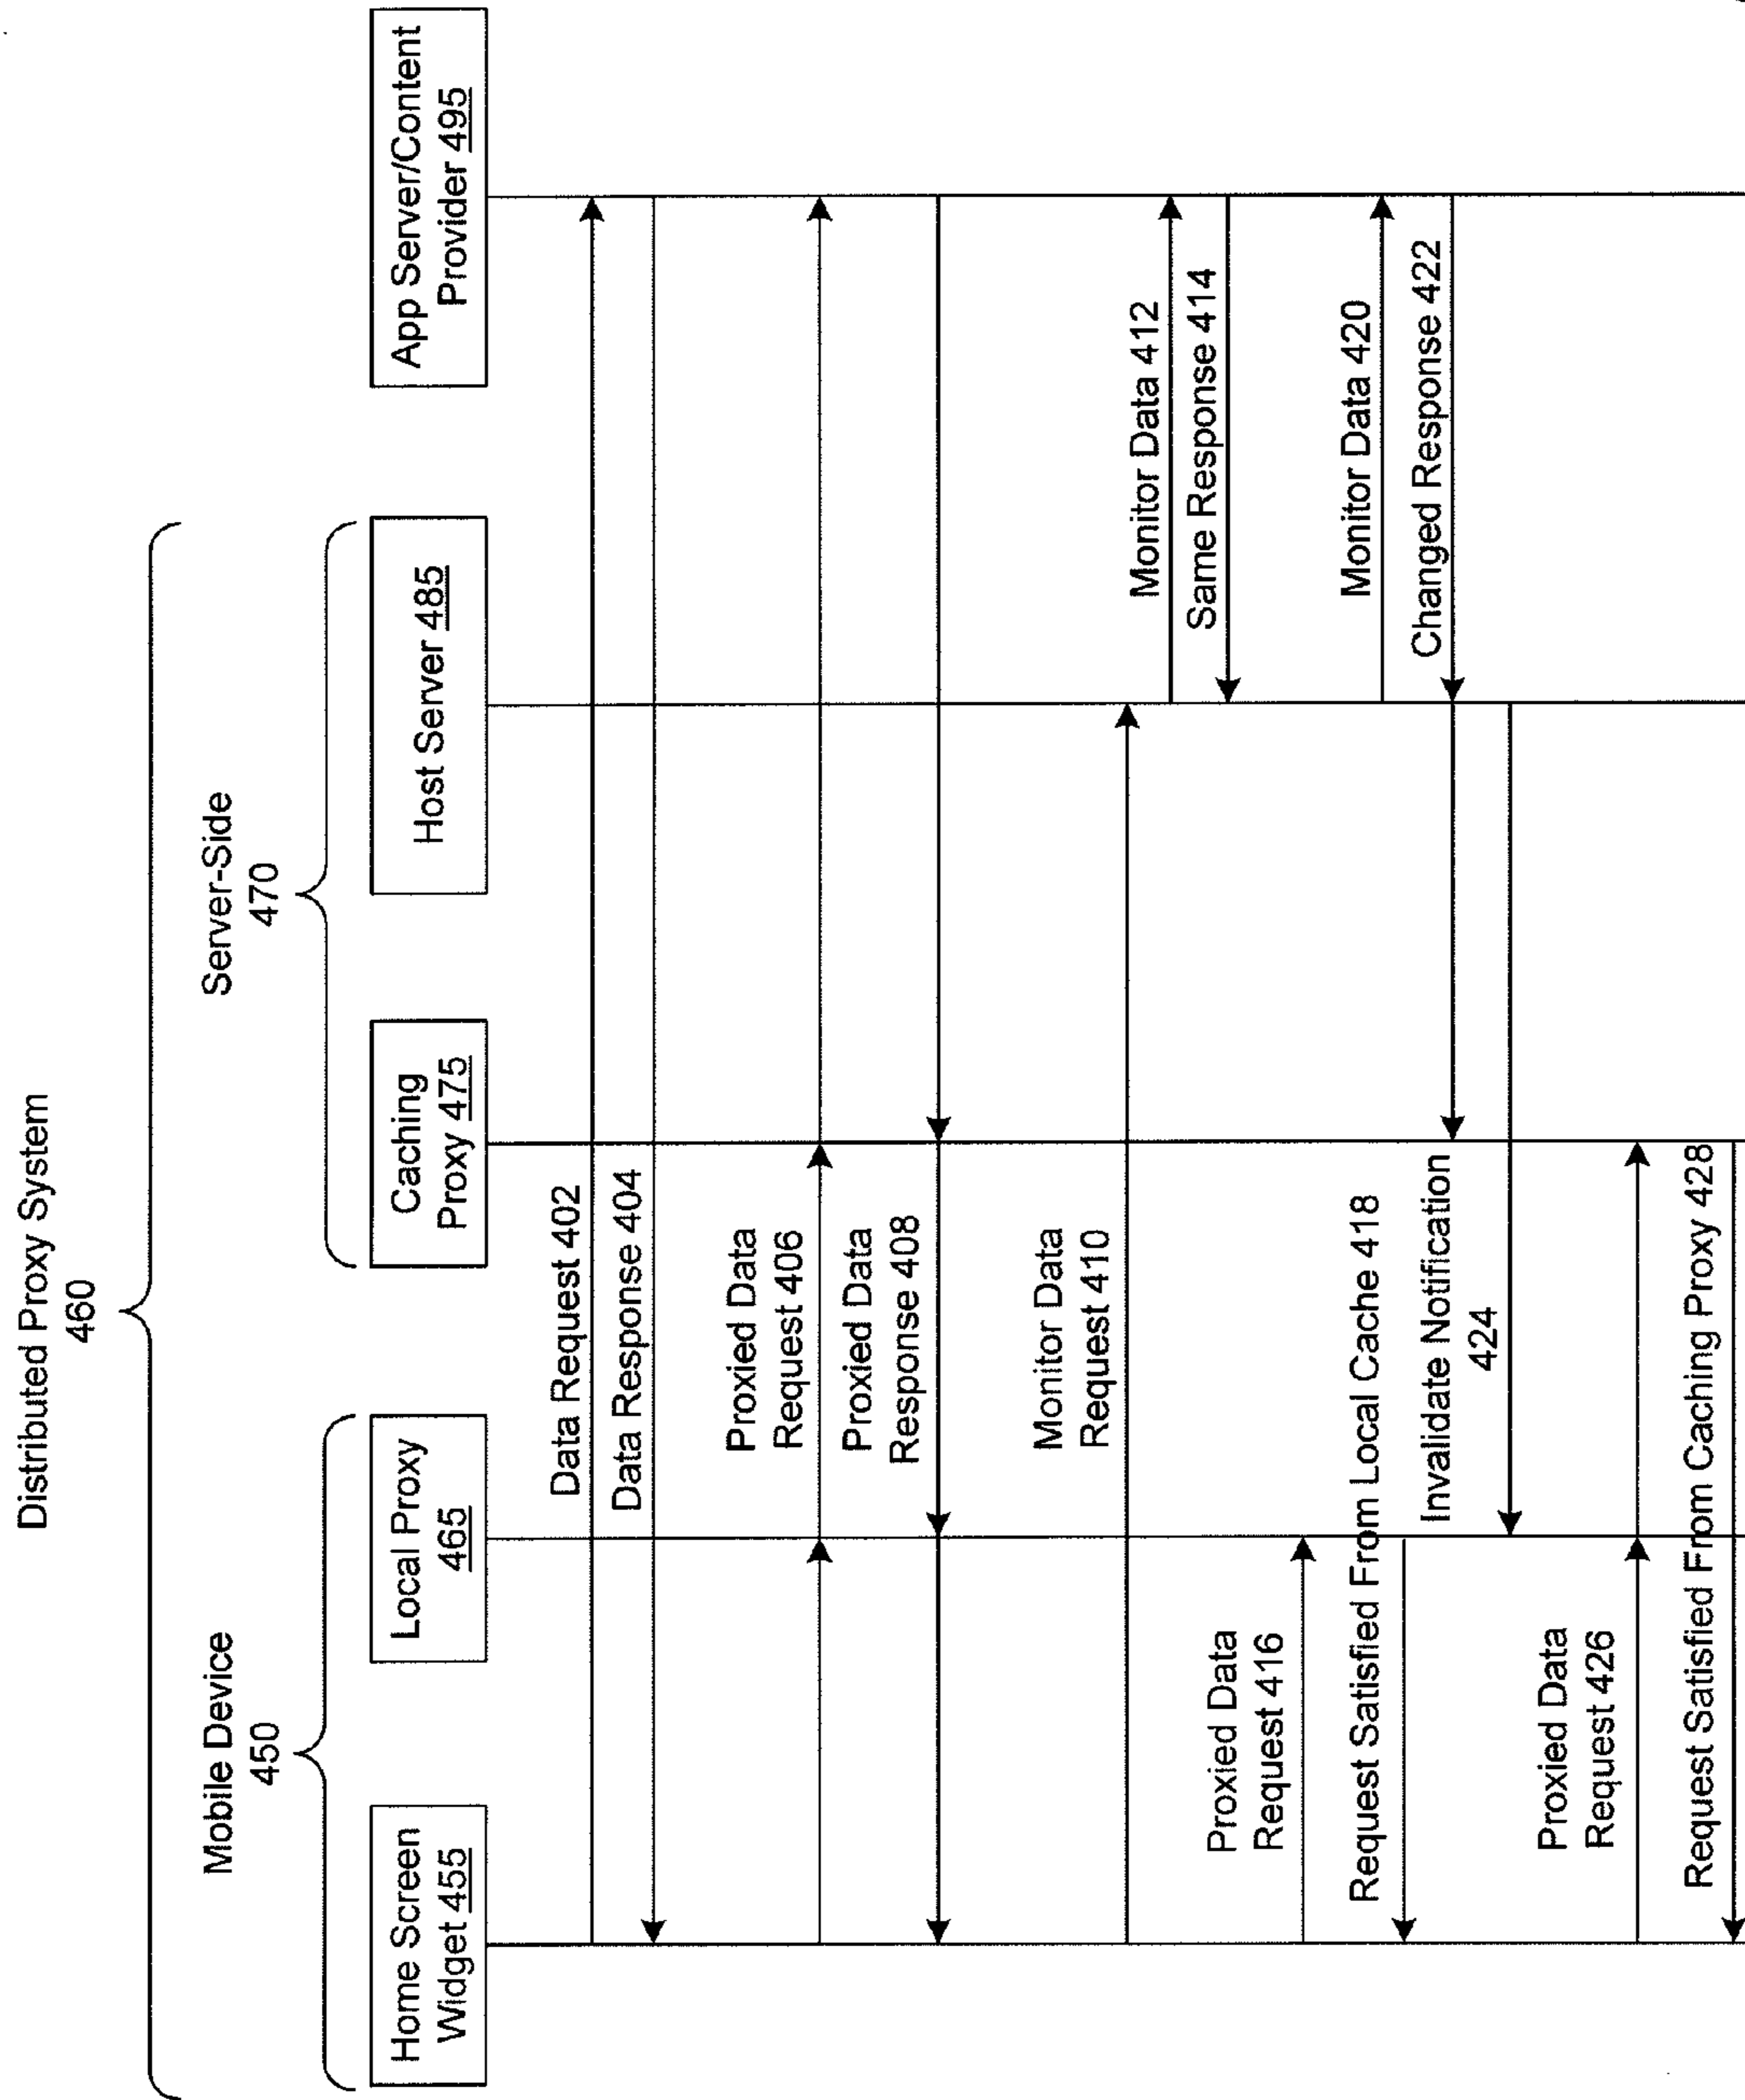 Distributed Proxy System
460
Mobile Device
450
Server-Side
470
Home Screen
Widget 455
Local Proxy
465
Caching
Proxy 475
Host Server 485
App Server/Content
Provider 495
Data Request 402
Data Response 404
Proxied Data
Request 406
Proxied Data
Response 408
Monitor Data
Request 410
Monitor Data 412
Same Response 414
Proxied Data
Request 416
Request Satisfied From Local Cache 418
Monitor Data 420
Changed Response 422
Invalidate Notification
424
Proxied Data
Request 426
Request Satisfied From Caching Proxy 428